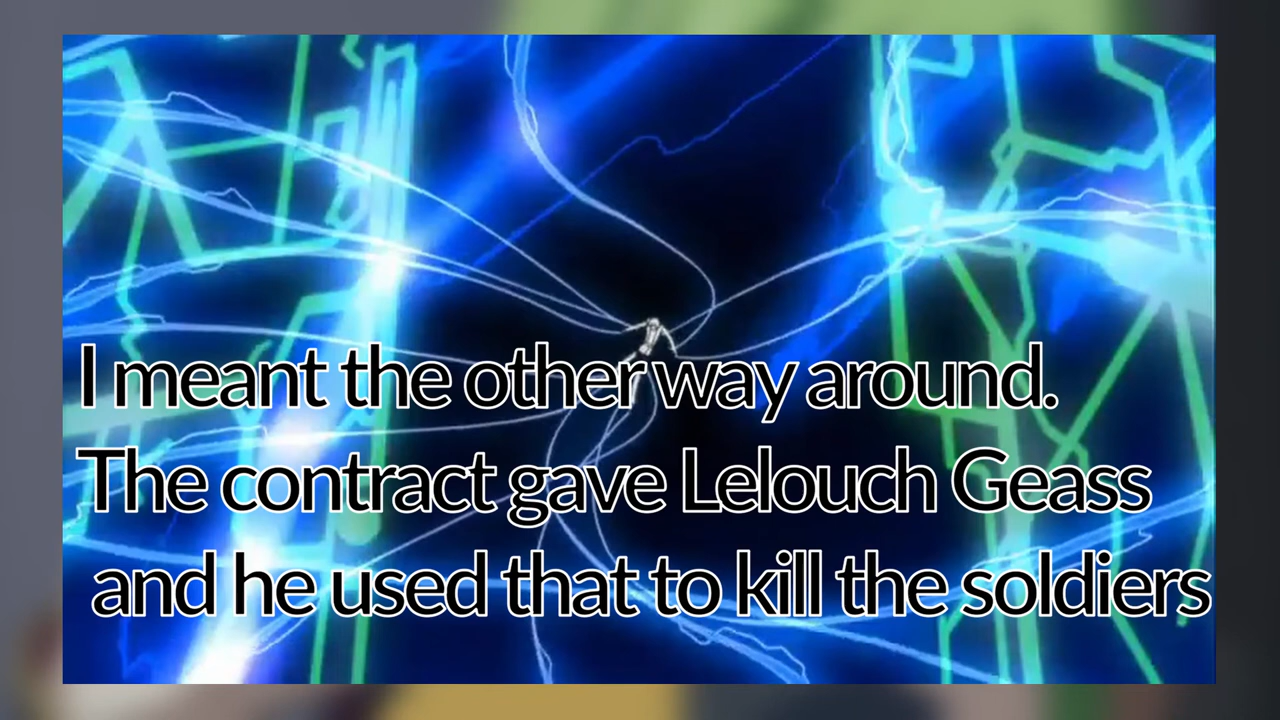 I meant the other way around.
The contract gave Lelouch Geass
and he used that to kill the soldiers